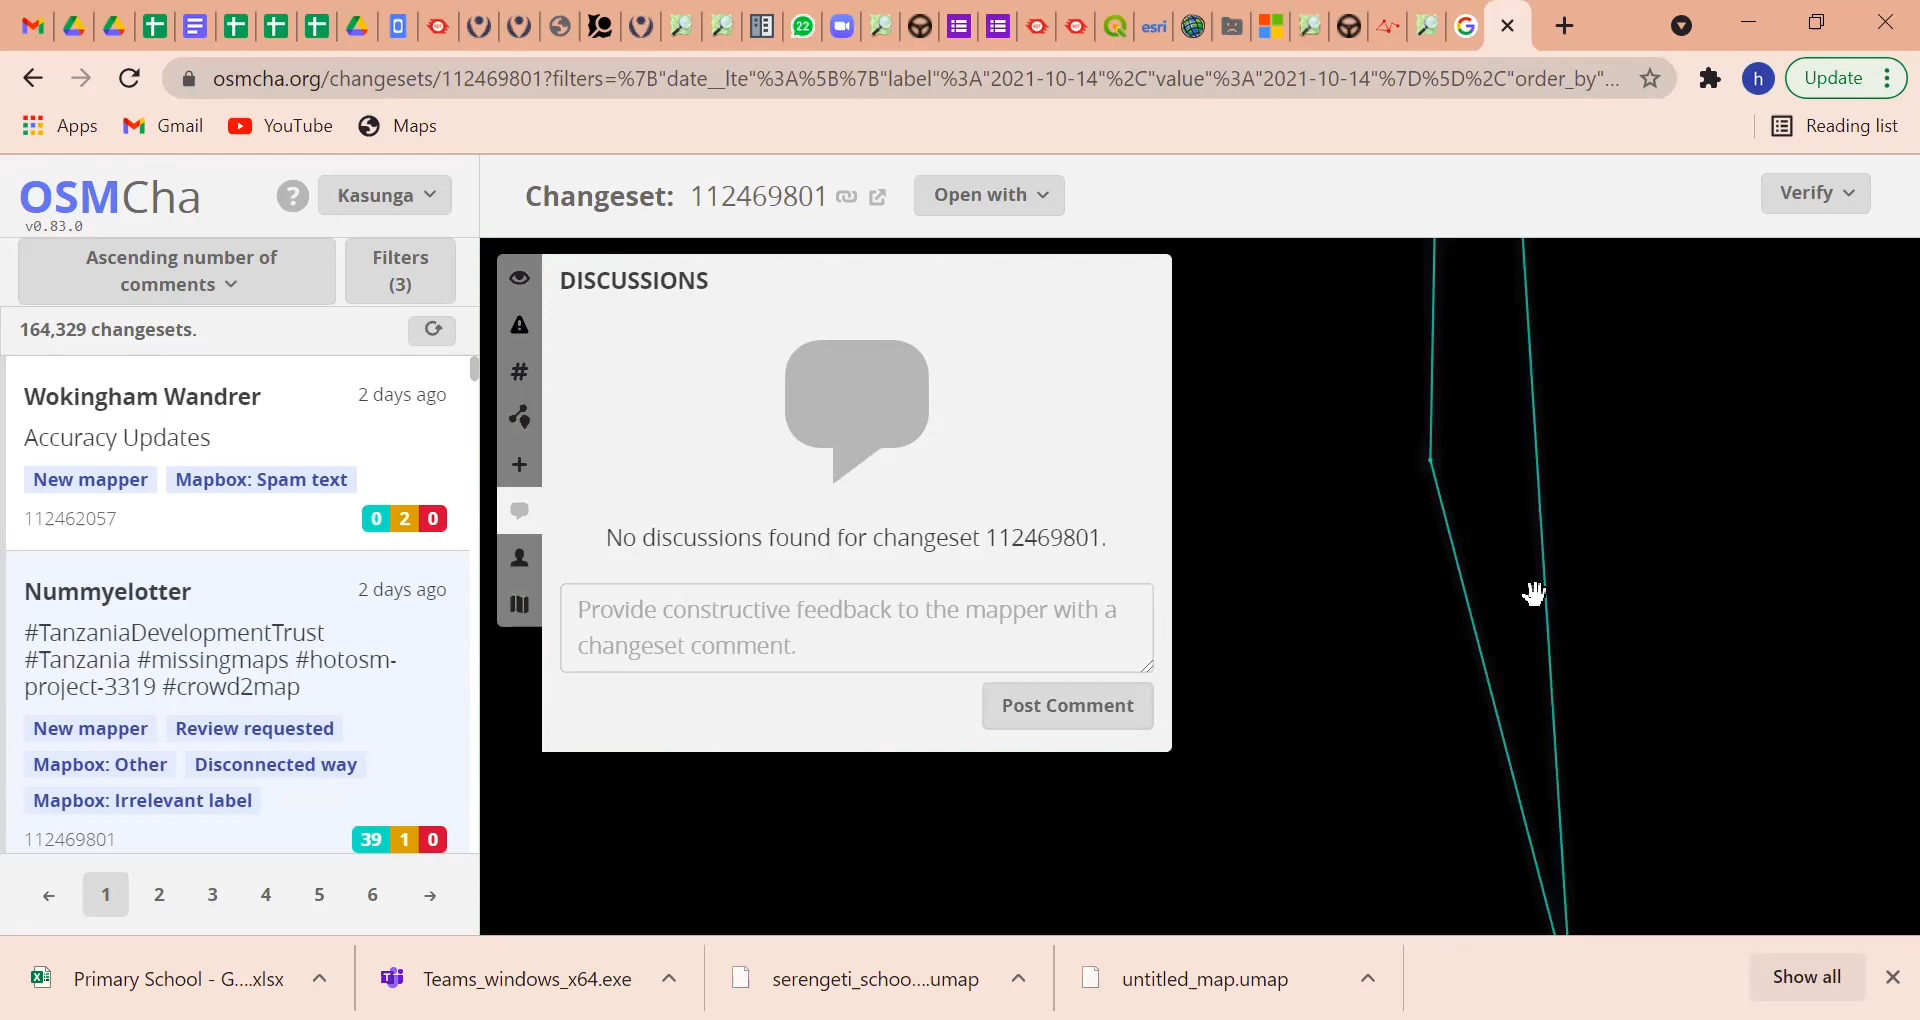 22
esri
osmcha.org/changesets/112469801?filters=%7B"date__lte"%3A%5B%7B"label"%3A"2021-10-14"%2C"value"%3A"2021-10-14"%7D%5D%2C"order_by"...
h
Update
Apps
Gmail
YouTube
Maps
Reading list
OSMCha
v0.83.0
?
Kasunga
Changeset: 112469801
Open with
Verify
Ascending number of
comments
Filters
(3)
164,329 changesets.
Wokingham Wandrer
2 days ago
Accuracy Updates
New mapper
Mapbox: Spam text
112462057
0 2 0
Nummyelotter
2 days ago
#TanzaniaDevelopmentTrust
#Tanzania #missingmaps #hotosm-
project-3319 #crowd2map
New mapper
Review requested
Mapbox: Other
Disconnected way
Mapbox: Irrelevant label
112469801
39 1 0
← 1 2 3 4 5 6 →
DISCUSSIONS
No discussions found for changeset 112469801.
Provide constructive feedback to the mapper with a
changeset comment.
Post Comment
Primary School - G....xlsx
Teams_windows_x64.exe
serengeti_schoo....umap
untitled_map.umap
Show all